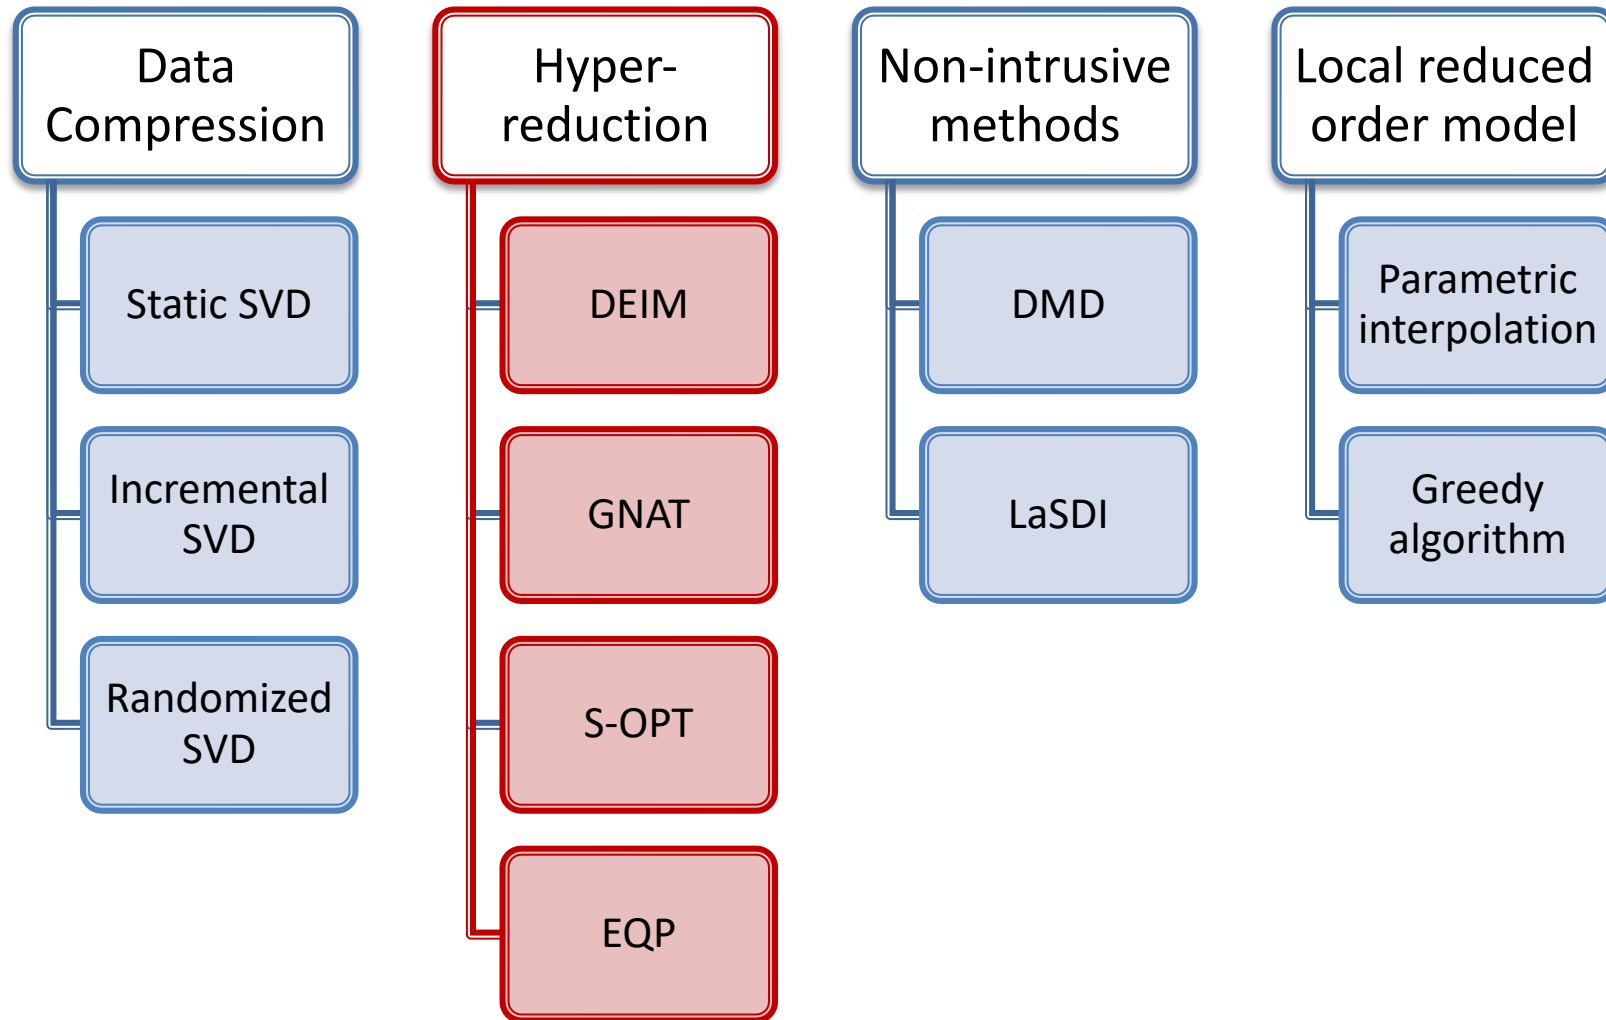 Data
Compression
Static SVD
Incremental
SVD
Randomized
SVD
Hyper-
reduction
DEIM
GNAT
S-OPT
EQP
Non-intrusive
methods
DMD
LaSDI
Local reduced
order model
Parametric
interpolation
Greedy
algorithm